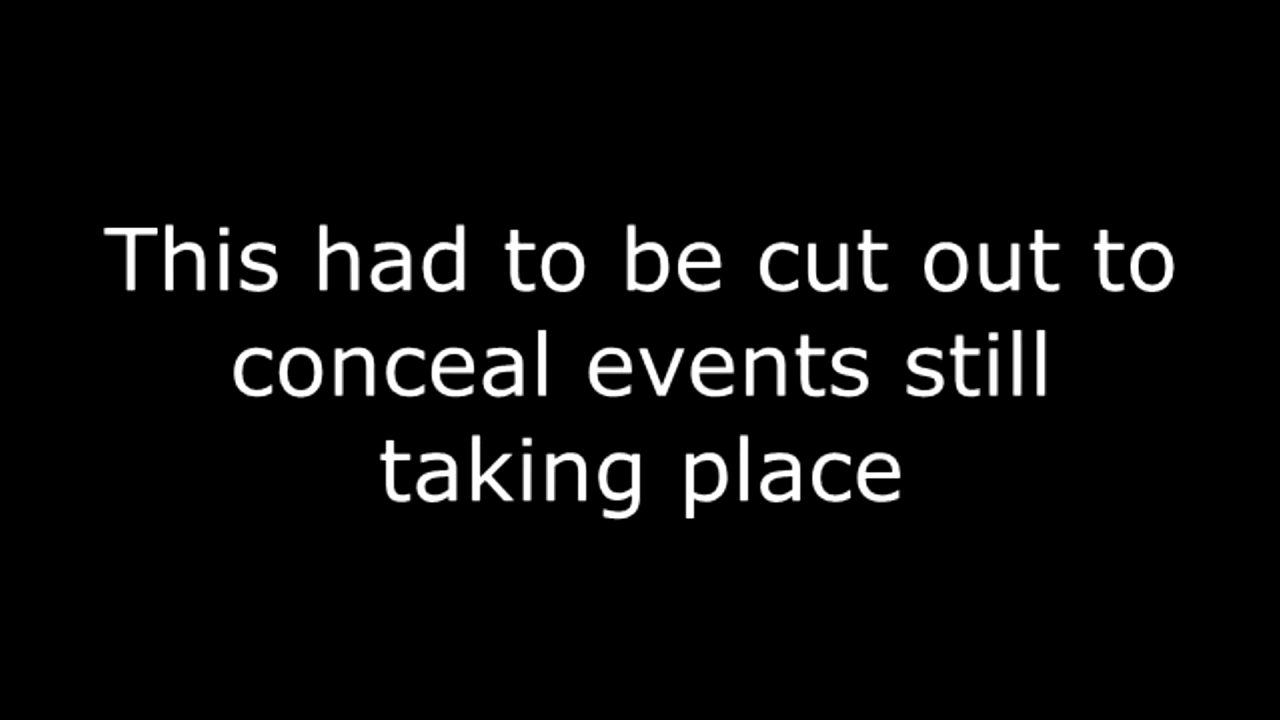 This had to be cut out to
conceal events still
taking place